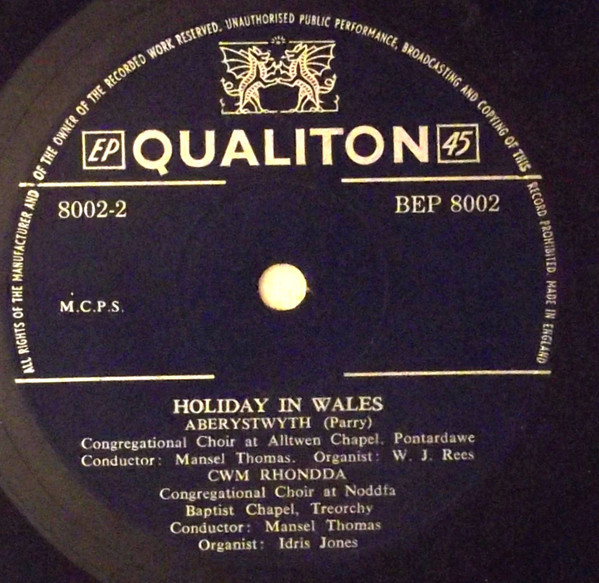 ALL RIGHTS OF THE MANUFACTURER AND OF THE OWNER OF THE RECORDED WORK RESERVED, UNAUTHORISED PUBLIC PERFORMANCE, BROADCASTING AND COPYING OF THIS RECORD PROHIBITED. MADE IN ENGLAND
EP QUALITON 45
8002-2 BEP 8002
M.C.P.S.
HOLIDAY IN WALES
ABERYSTWYTH (Parry)
Congregational Choir at Alltwen Chapel, Pontardawe
Conductor: Mansel Thomas. Organist: W. J. Rees
CWM RHONDDA
Congregational Choir at Noddfa
Baptist Chapel, Treorchy
Conductor: Mansel Thomas
Organist: Idris Jones